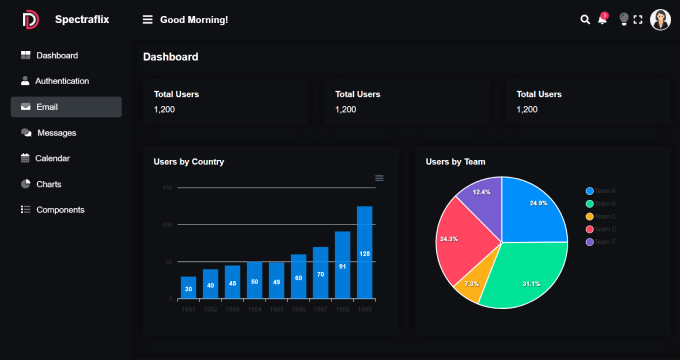 Spectraflix
Good Morning!
3
Dashboard
Authentication
Email
Messages
Calendar
Charts
Components
Dashboard
Total Users
1,200
Total Users
1,200
Total Users
1,200
Users by Country
150
100
50
0
30
40
45
50
49
60
70
91
125
1991 1992 1993 1994 1995 1996 1997 1998 1999
Users by Team
12.4%
24.9%
24.3%
7.3%
31.1%
Team A
Team B
Team C
Team D
Team E